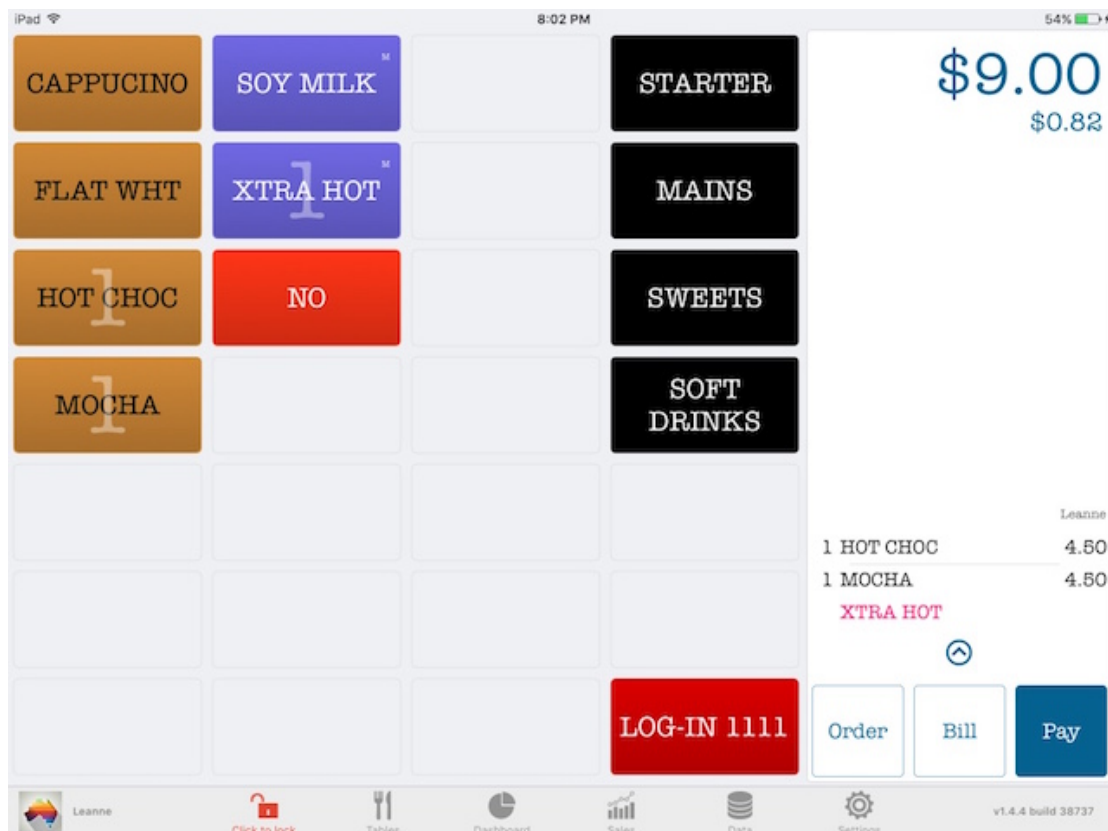 iPad 8:02 PM 54%
CAPPUCINO SOY MILK M STARTER
$9.00
$0.82
FLAT WHT XTRA HOT 1 M MAINS
HOT CHOC 1 NO SWEETS
MOCHA 1 SOFT
DRINKS
Leanne
1 HOT CHOC 4.50
1 MOCHA 4.50
XTRA HOT
LOG-IN 1111
Order Bill Pay
Leanne Click to lock Tables Dashboard Sales Data Settings v1.4.4 build 38737